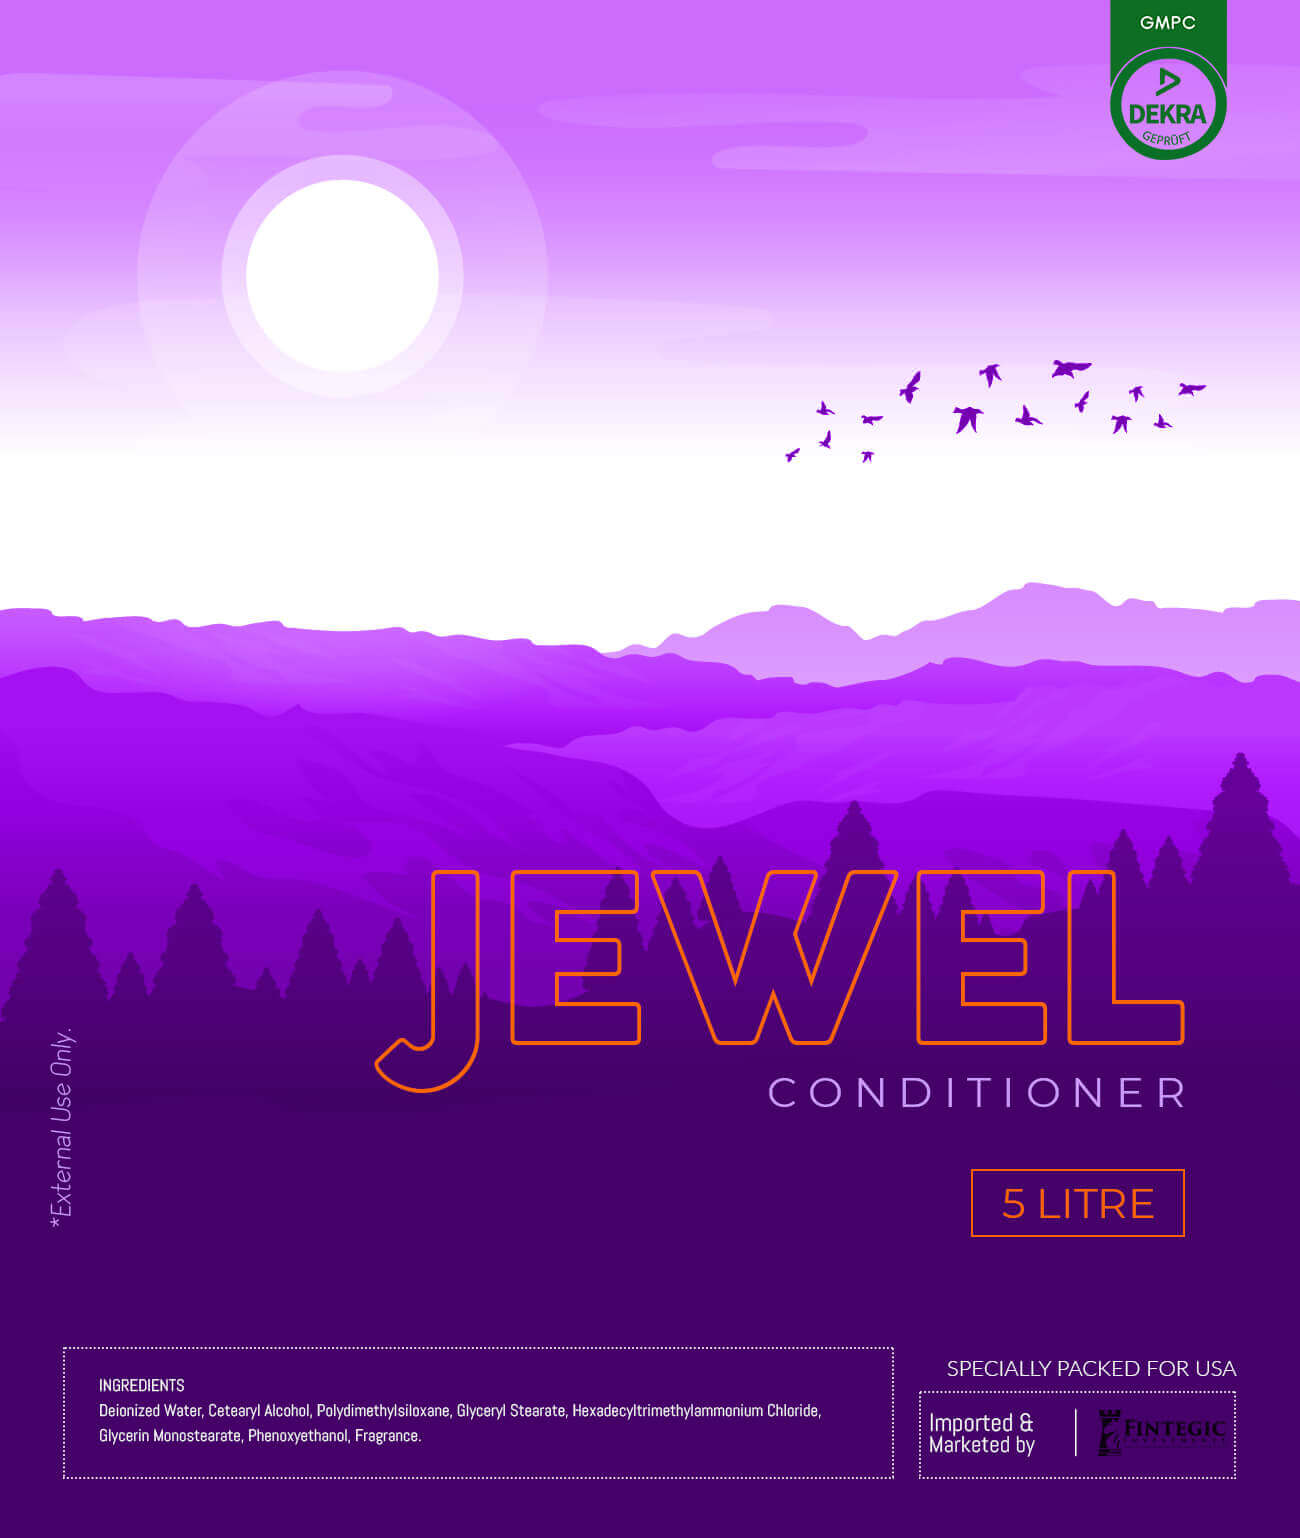 GMPC
DEKRA
GEPRÜFT
JEWEL
CONDITIONER
5 LITRE
*External Use Only.
INGREDIENTS
Deionized Water, Cetearyl Alcohol, Polydimethylsiloxane, Glyceryl Stearate, Hexadecyltrimethylammonium Chloride,
Glycerin Monostearate, Phenoxyethanol, Fragrance.
SPECIALLY PACKED FOR USA
Imported &
Marketed by
FINTEGIC